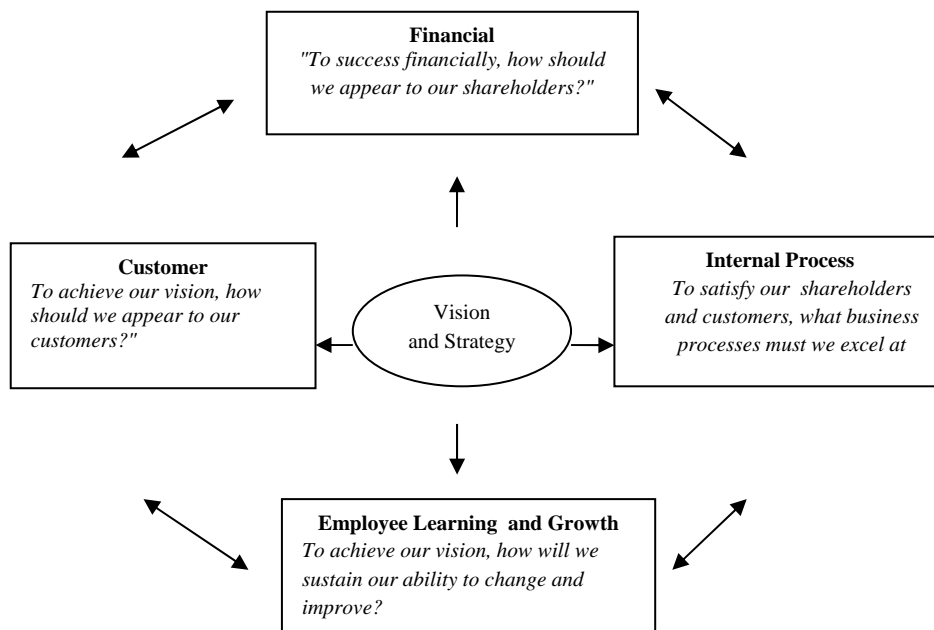 Financial
"To success financially, how should
we appear to our shareholders?"
Customer
To achieve our vision, how
should we appear to our
customers?"
Vision
and Strategy
Internal Process
To satisfy our shareholders
and customers, what business
processes must we excel at
Employee Learning and Growth
To achieve our vision, how will we
sustain our ability to change and
improve?